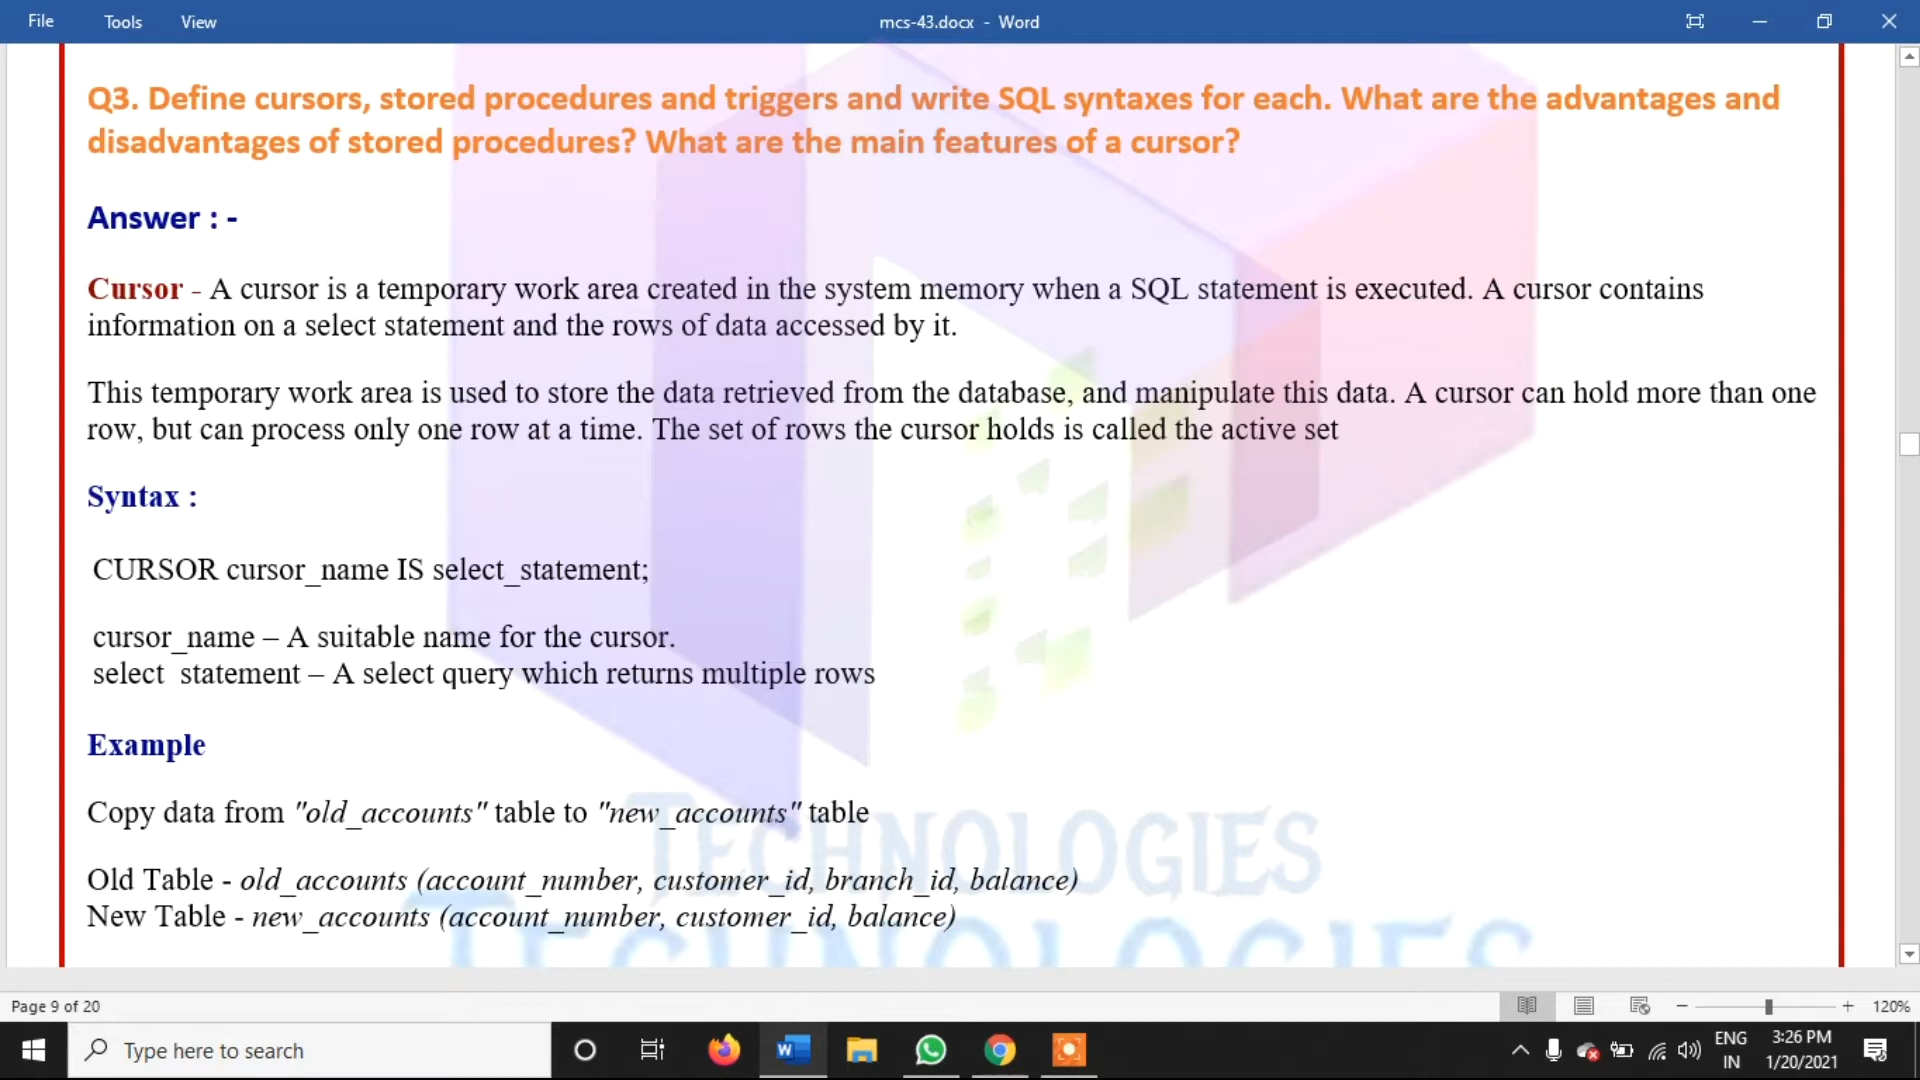 File Tools View mcs-43.docx - Word
Q3. Define cursors, stored procedures and triggers and write SQL syntaxes for each. What are the advantages and
disadvantages of stored procedures? What are the main features of a cursor?
Answer : -
Cursor - A cursor is a temporary work area created in the system memory when a SQL statement is executed. A cursor contains
information on a select statement and the rows of data accessed by it.
This temporary work area is used to store the data retrieved from the database, and manipulate this data. A cursor can hold more than one
row, but can process only one row at a time. The set of rows the cursor holds is called the active set
Syntax :
CURSOR cursor_name IS select_statement;
cursor_name – A suitable name for the cursor.
select statement – A select query which returns multiple rows
Example
Copy data from "old_accounts" table to "new_accounts" table
TECHNOLOGIES
Old Table - old_accounts (account_number, customer_id, branch_id, balance)
New Table - new_accounts (account_number, customer_id, balance)
TECHNOLOGIES
Page 9 of 20 120%
Type here to search ENG 3:26 PM
IN 1/20/2021